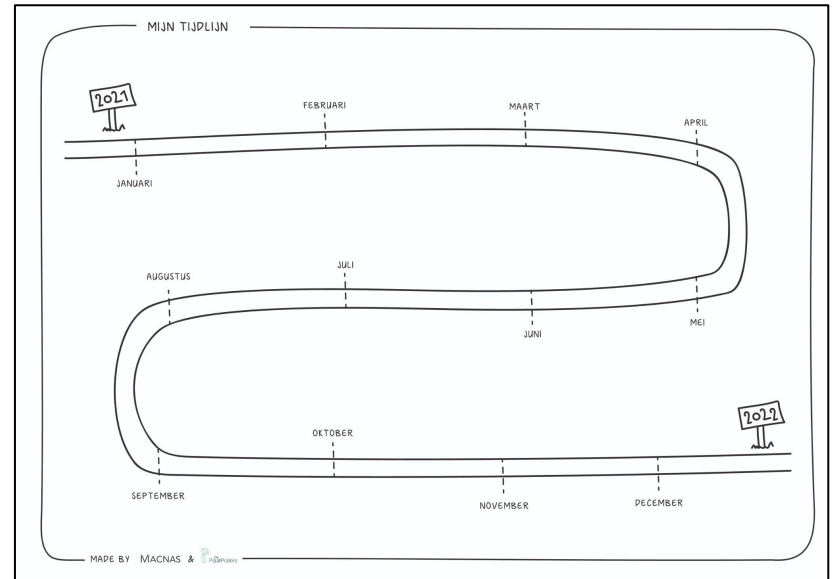 MIJN TIJDLIJN
2021
JANUARI
FEBRUARI
MAART
APRIL
MEI
JUNI
JULI
AUGUSTUS
SEPTEMBER
OKTOBER
NOVEMBER
DECEMBER
2022
MADE BY MACNAS &